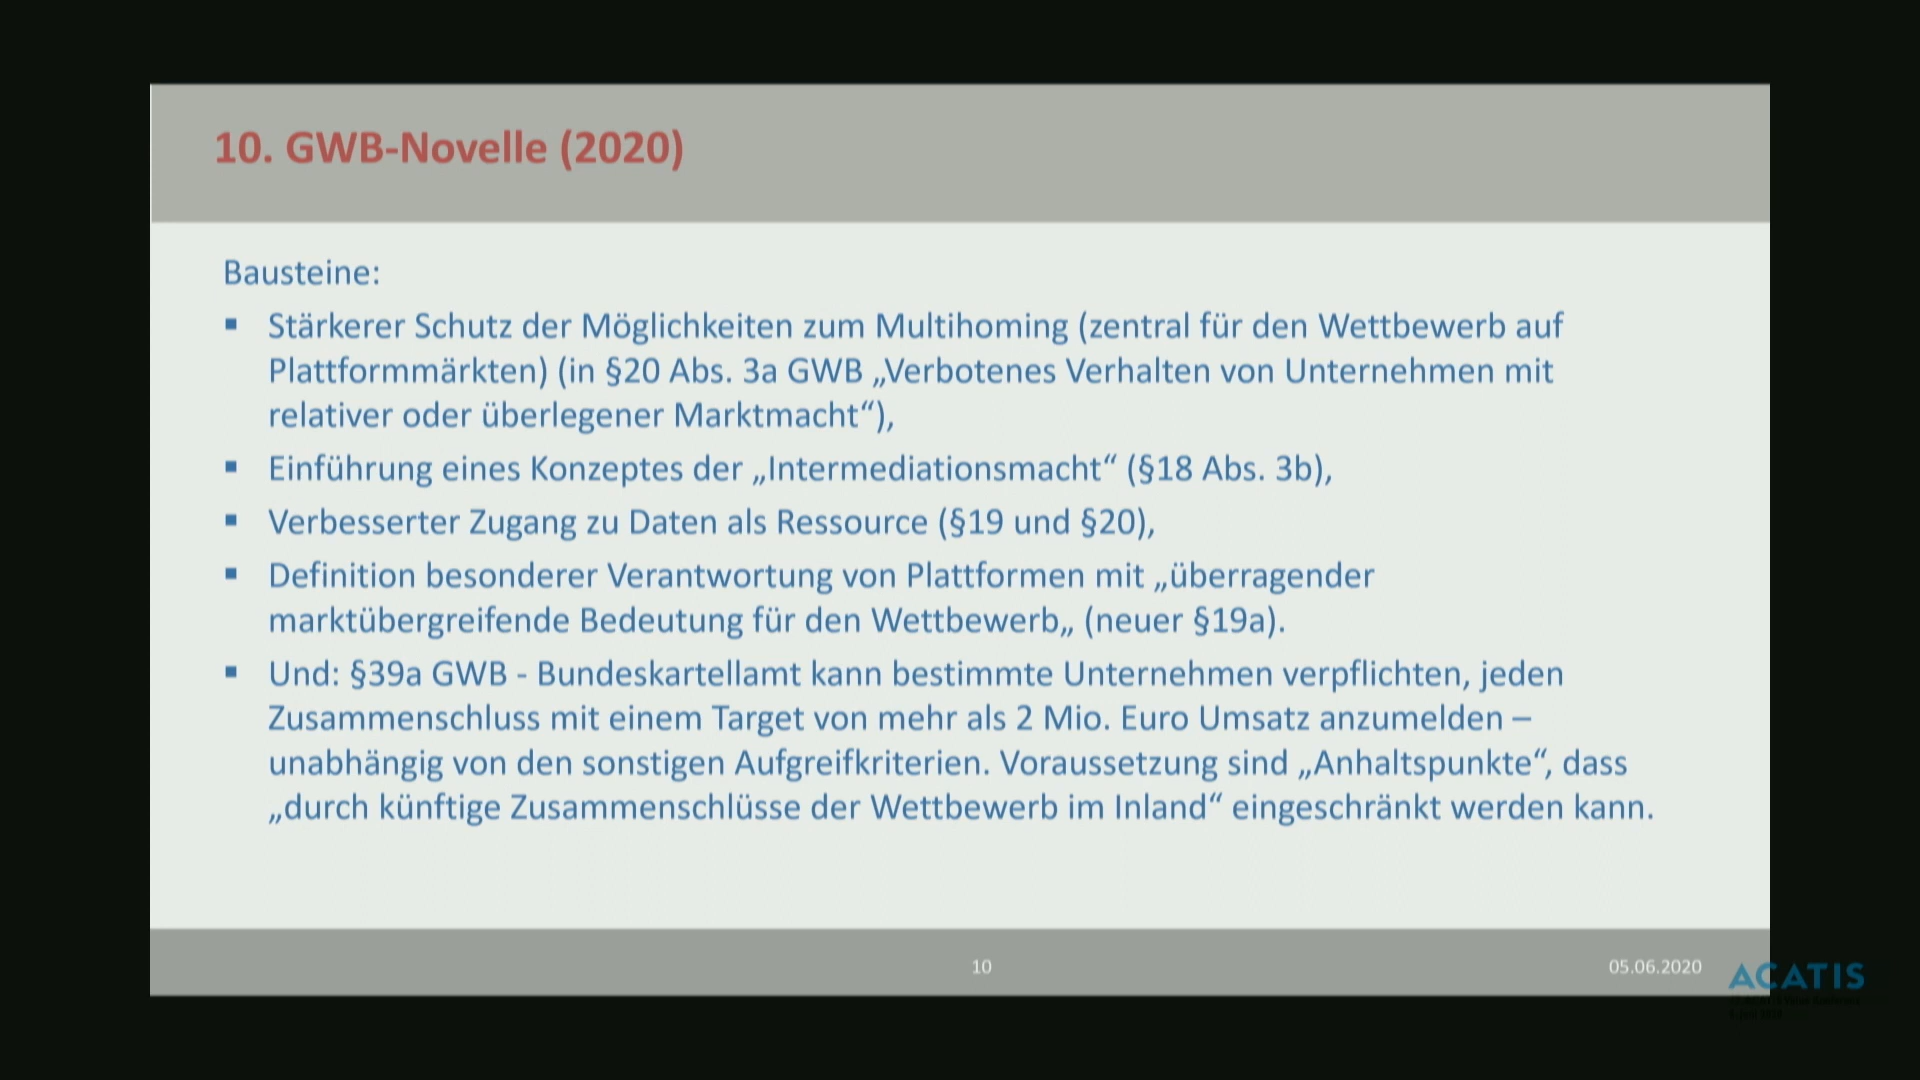 10. GWB-Novelle (2020)
Bausteine:
▪ Stärkerer Schutz der Möglichkeiten zum Multihoming (zentral für den Wettbewerb auf
Plattformmärkten) (in §20 Abs. 3a GWB „Verbotenes Verhalten von Unternehmen mit
relativer oder überlegener Marktmacht“),
▪ Einführung eines Konzeptes der „Intermediationsmacht“ (§18 Abs. 3b),
▪ Verbesserter Zugang zu Daten als Ressource (§19 und §20),
▪ Definition besonderer Verantwortung von Plattformen mit „überragender
marktübergreifende Bedeutung für den Wettbewerb„ (neuer §19a).
▪ Und: §39a GWB - Bundeskartellamt kann bestimmte Unternehmen verpflichten, jeden
Zusammenschluss mit einem Target von mehr als 2 Mio. Euro Umsatz anzumelden –
unabhängig von den sonstigen Aufgreifkriterien. Voraussetzung sind „Anhaltspunkte“, dass
„durch künftige Zusammenschlüsse der Wettbewerb im Inland“ eingeschränkt werden kann.
10
05.06.2020
ACATIS